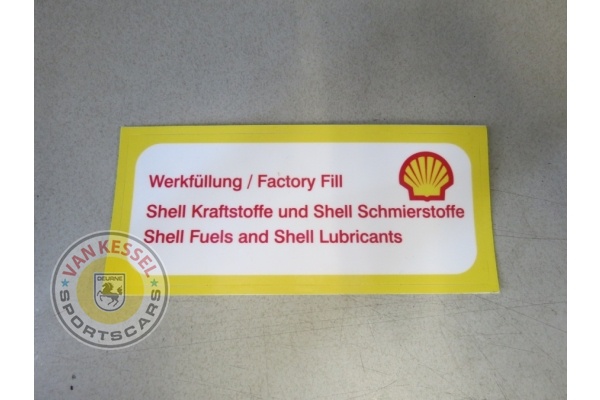 Werkfüllung / Factory Fill
Shell Kraftstoffe und Shell Schmierstoffe
Shell Fuels and Shell Lubricants
VAN KESSEL
DEURNE
SPORTSCARS